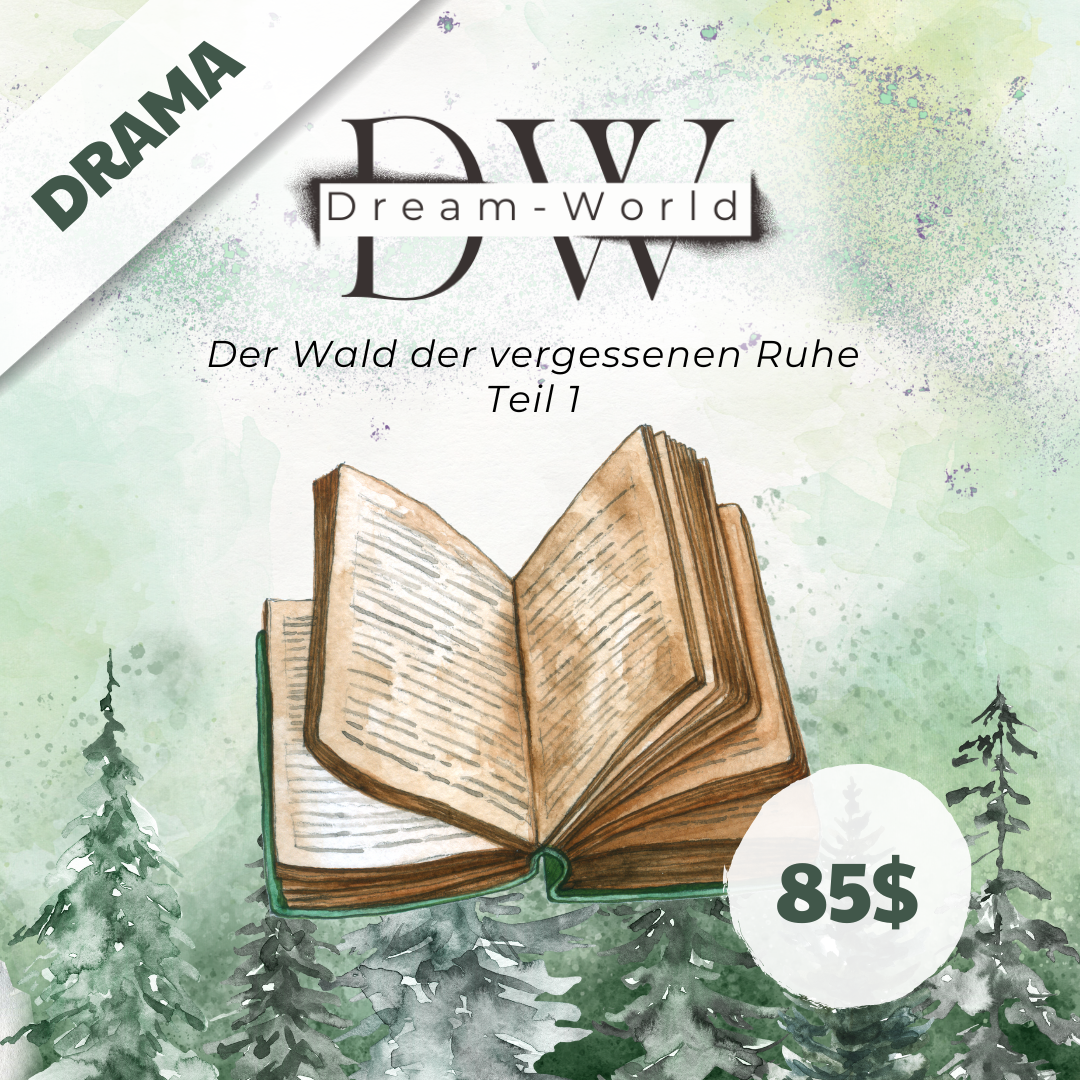 DRAMA
DW
Dream-World
Der Wald der vergessenen Ruhe
Teil 1
85$